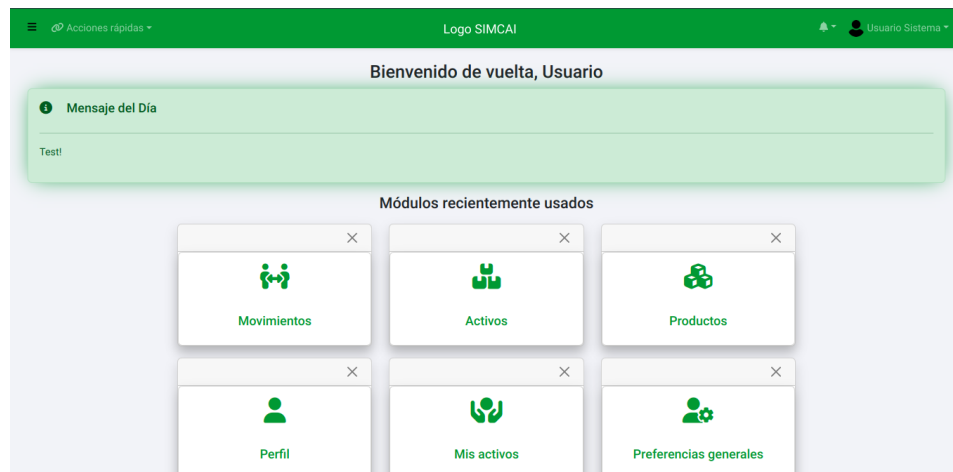 Acciones rápidas
Logo SIMCAI
Usuario Sistema
Bienvenido de vuelta, Usuario
Mensaje del Día
Test!
Módulos recientemente usados
Movimientos
Activos
Productos
Perfil
Mis activos
Preferencias generales